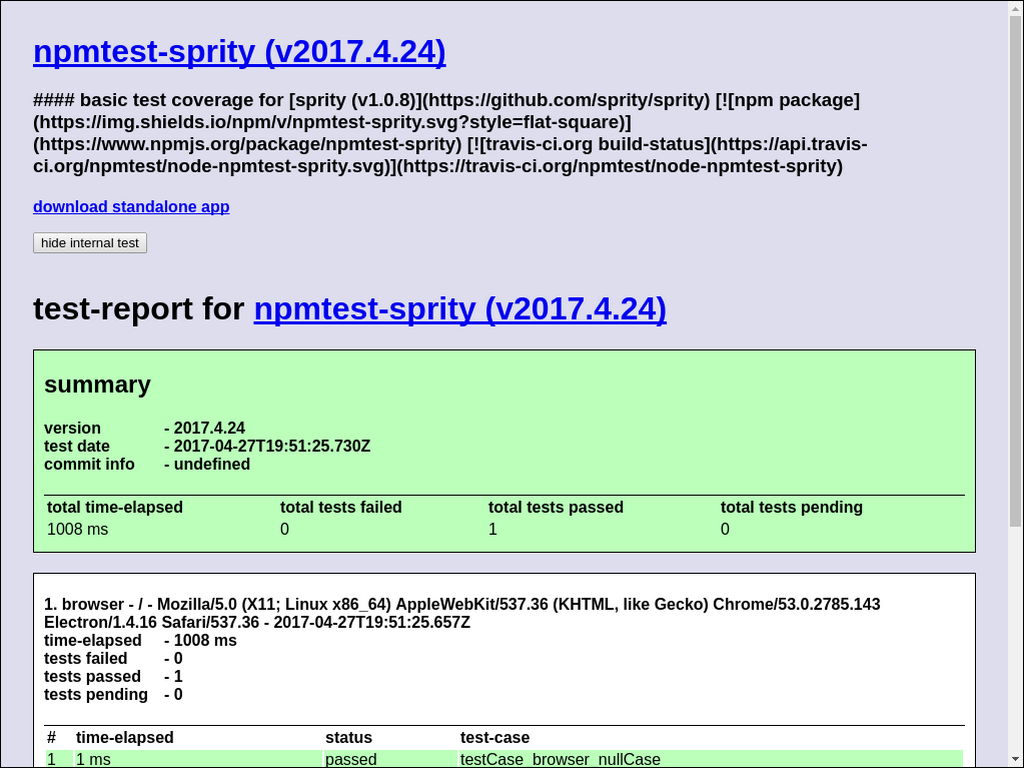 npmtest-sprity (v2017.4.24)
#### basic test coverage for [sprity (v1.0.8)](https://github.com/sprity/sprity) [![npm package]
(https://img.shields.io/npm/v/npmtest-sprity.svg?style=flat-square)]
(https://www.npmjs.org/package/npmtest-sprity) [![travis-ci.org build-status](https://api.travis-
ci.org/npmtest/node-npmtest-sprity.svg)](https://travis-ci.org/npmtest/node-npmtest-sprity)
download standalone app
hide internal test
test-report for npmtest-sprity (v2017.4.24)
summary
version - 2017.4.24
test date - 2017-04-27T19:51:25.730Z
commit info - undefined
total time-elapsed total tests failed total tests passed total tests pending
1008 ms 0 1 0
1. browser - / - Mozilla/5.0 (X11; Linux x86_64) AppleWebKit/537.36 (KHTML, like Gecko) Chrome/53.0.2785.143
Electron/1.4.16 Safari/537.36 - 2017-04-27T19:51:25.657Z
time-elapsed - 1008 ms
tests failed - 0
tests passed - 1
tests pending - 0
# time-elapsed status test-case
1 1 ms passed testCase_browser_nullCase